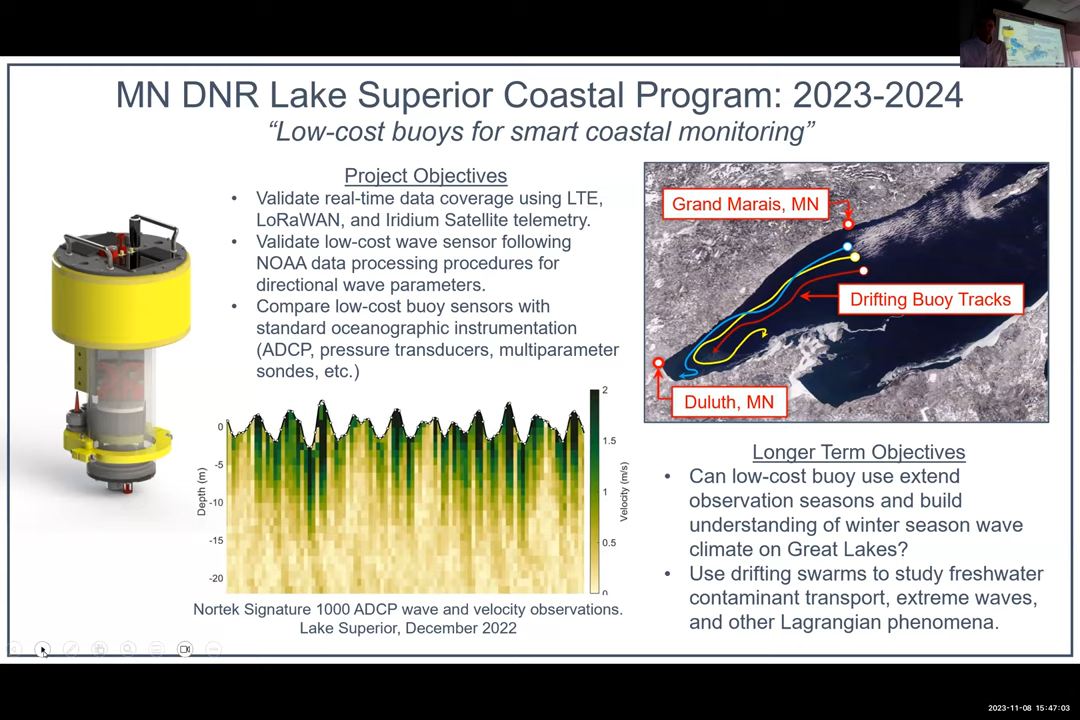 MN DNR Lake Superior Coastal Program: 2023-2024
“Low-cost buoys for smart coastal monitoring”
Project Objectives
• Validate real-time data coverage using LTE,
LoRaWAN, and Iridium Satellite telemetry.
• Validate low-cost wave sensor following
NOAA data processing procedures for
directional wave parameters.
• Compare low-cost buoy sensors with
standard oceanographic instrumentation
(ADCP, pressure transducers, multiparameter
sondes, etc.)
Grand Marais, MN
Drifting Buoy Tracks
Duluth, MN
Depth (m)
0
-5
-10
-15
-20
2
1.5
1
0.5
0
Velocity (m/s)
Nortek Signature 1000 ADCP wave and velocity observations.
Lake Superior, December 2022
Longer Term Objectives
• Can low-cost buoy use extend
observation seasons and build
understanding of winter season wave
climate on Great Lakes?
• Use drifting swarms to study freshwater
contaminant transport, extreme waves,
and other Lagrangian phenomena.
2023-11-08 15:47:03